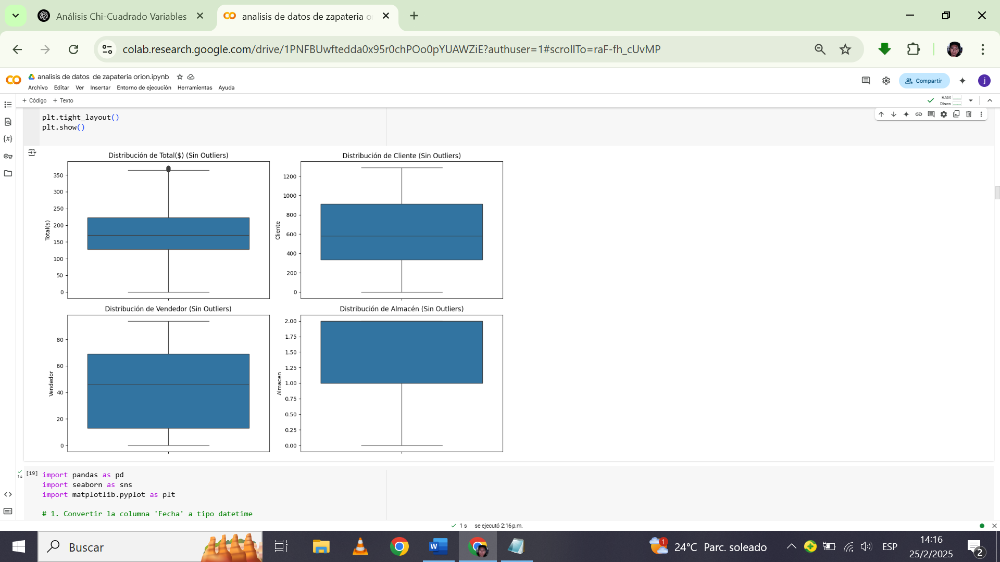 Análisis Chi-Cuadrado Variables
analisis de datos de zapateria o
colab.research.google.com/drive/1PNFBUwftedda0x95r0chPOo0pYUAWZiE?authuser=1#scrollTo=raF-fh_cUvMP
analisis de datos de zapateria orion.ipynb
Archivo Editar Ver Insertar Entorno de ejecución Herramientas Ayuda
Compartir
j
+ Código + Texto
RAM
Disco
plt.tight_layout()
plt.show()
Distribución de Total($) (Sin Outliers)
Total($)
350
300
250
200
150
100
50
0
Distribución de Cliente (Sin Outliers)
Cliente
1200
1000
800
600
400
200
0
Distribución de Vendedor (Sin Outliers)
Vendedor
80
60
40
20
0
Distribución de Almacén (Sin Outliers)
Almacen
2.00
1.75
1.50
1.25
1.00
0.75
0.50
0.25
0.00
1 s
[19] import pandas as pd
import seaborn as sns
import matplotlib.pyplot as plt
# 1. Convertir la columna 'Fecha' a tipo datetime
1 s se ejecutó 2:16 p.m.
Buscar
W
1
24°C Parc. soleado
ESP
14:16
25/2/2025
2